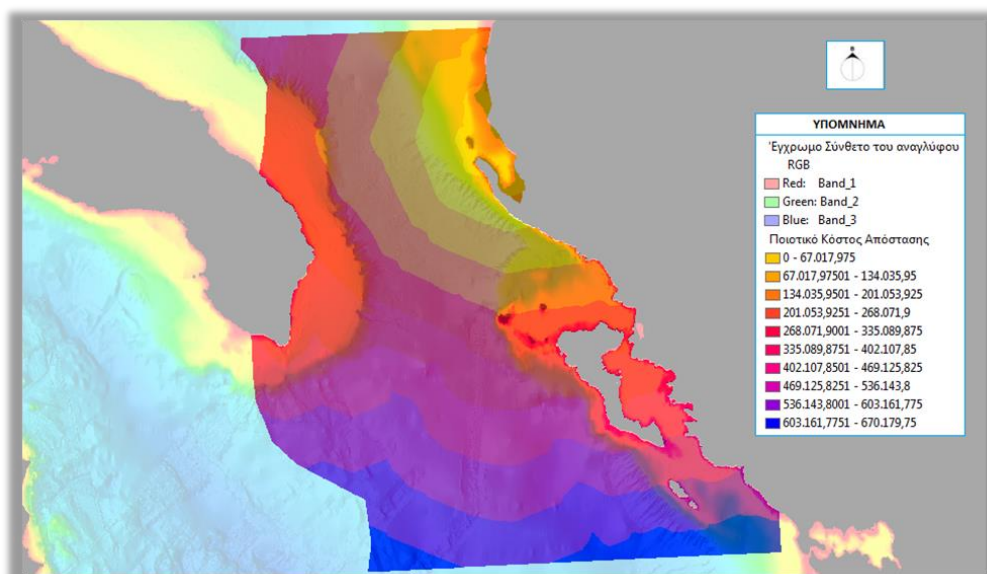 ΥΠΟΜΝΗΜΑ
Έγχρωμο Σύνθετο του αναγλύφου
RGB
Red: Band_1
Green: Band_2
Blue: Band_3
Ποιοτικό Κόστος Απόστασης
0 - 67.017,975
67.017,97501 - 134.035,95
134.035,9501 - 201.053,925
201.053,9251 - 268.071,9
268.071,9001 - 335.089,875
335.089,8751 - 402.107,85
402.107,8501 - 469.125,825
469.125,8251 - 536.143,8
536.143,8001 - 603.161,775
603.161,7751 - 670.179,75